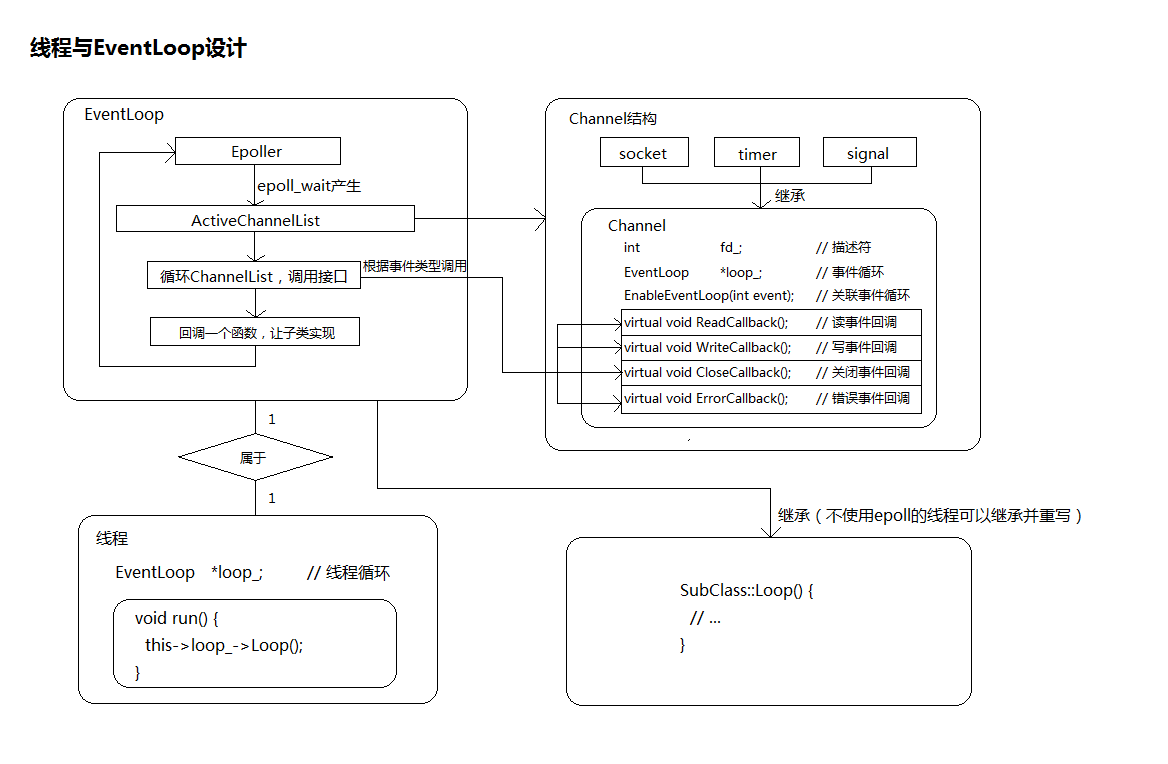 线程与EventLoop设计
EventLoop
Epoller
epoll_wait产生
ActiveChannelList
循环ChannelList，调用接口
根据事件类型调用
回调一个函数，让子类实现
Channel结构
socket
timer
signal
继承
Channel
int fd_; // 描述符
EventLoop *loop_; // 事件循环
EnableEventLoop(int event); // 关联事件循环
virtual void ReadCallback(); // 读事件回调
virtual void WriteCallback(); // 写事件回调
virtual void CloseCallback(); // 关闭事件回调
virtual void ErrorCallback(); // 错误事件回调
1
属于
1
线程
EventLoop *loop_; // 线程循环
void run() {
this->loop_->Loop();
}
继承（不使用epoll的线程可以继承并重写）
SubClass::Loop() {
// ...
}